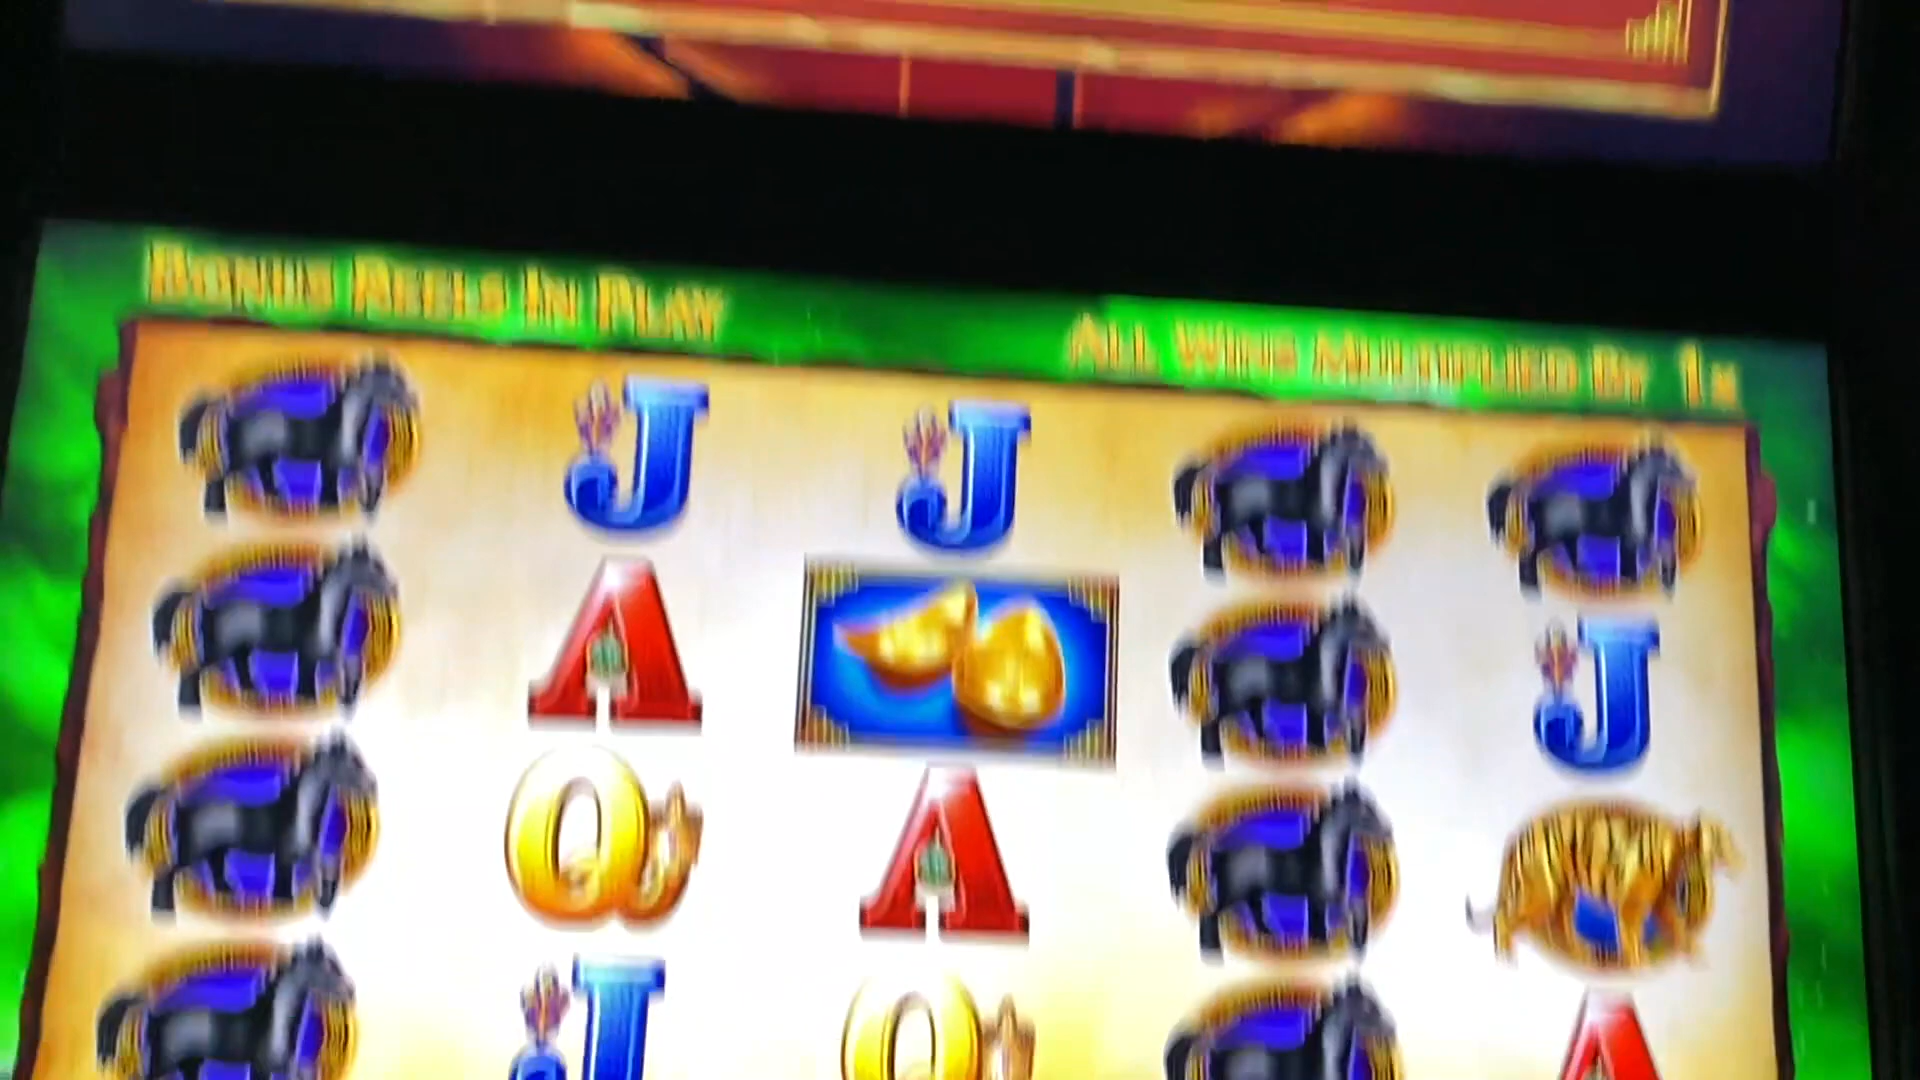 BONUS REELS IN PLAY
ALL WINS MULTIPLIED BY 1x
J J
A J
Q A
J Q A